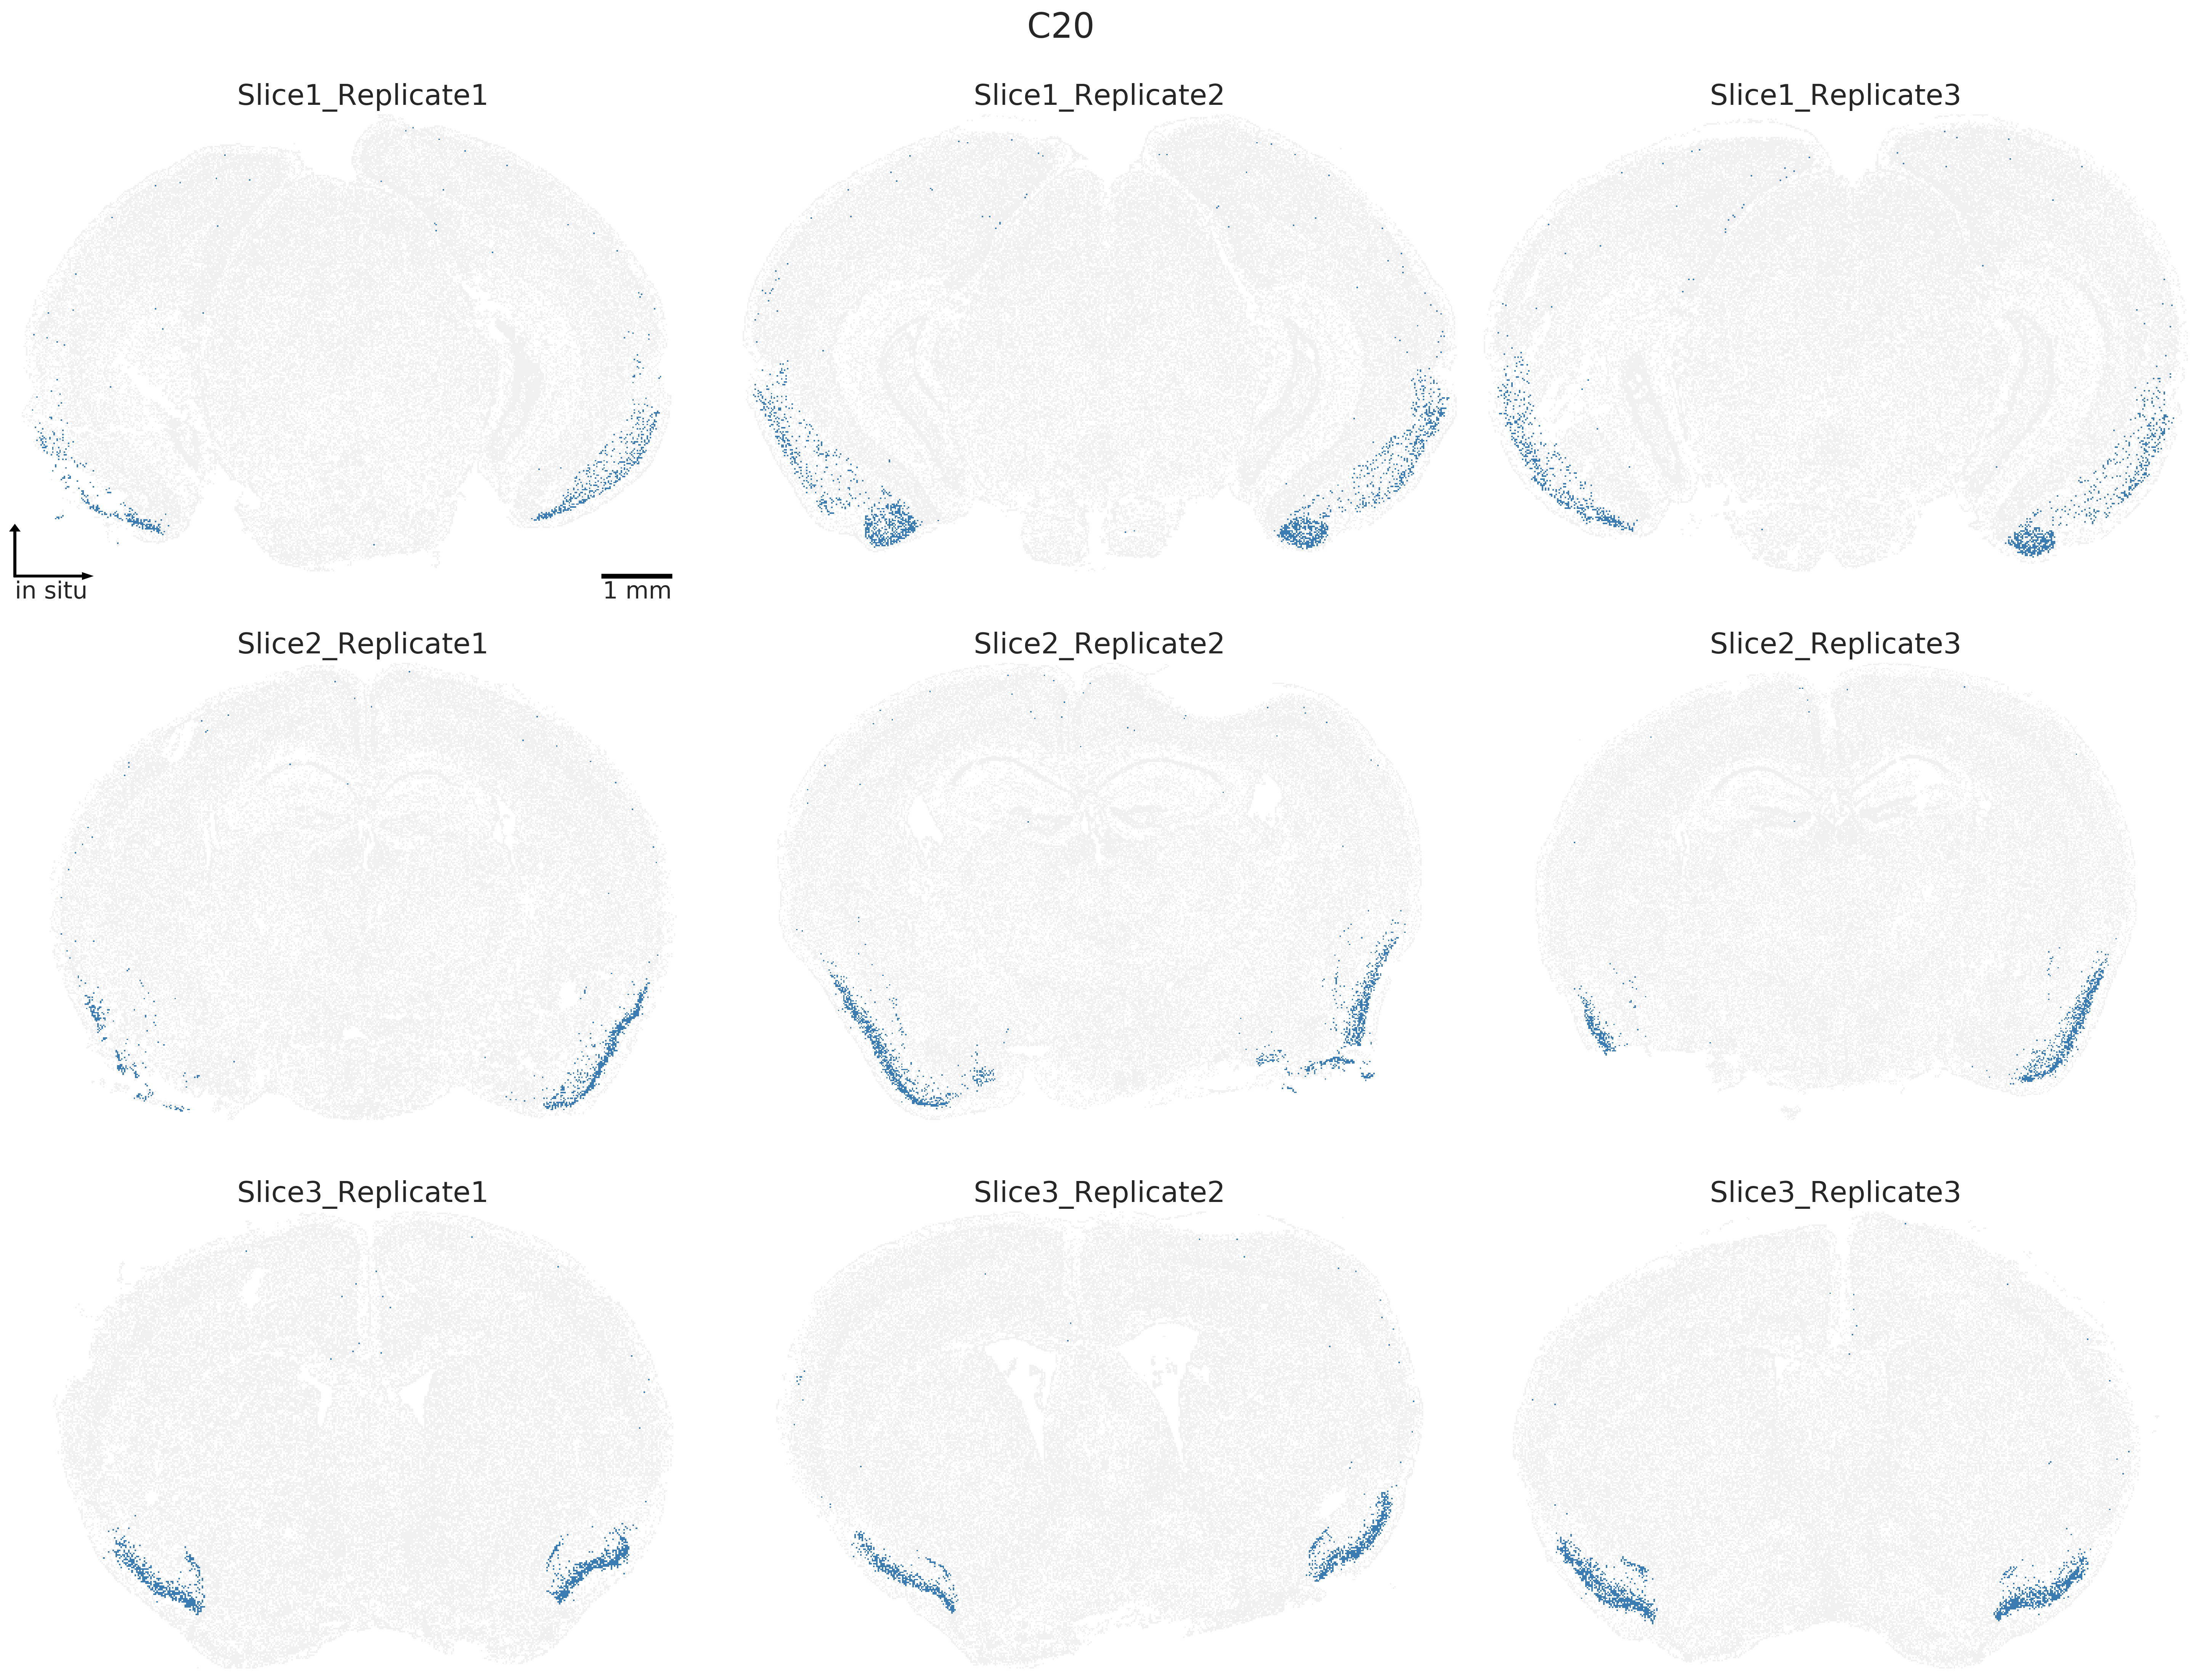 C20
Slice1_Replicate1
Slice1_Replicate2
Slice1_Replicate3
in situ
1 mm
Slice2_Replicate1
Slice2_Replicate2
Slice2_Replicate3
Slice3_Replicate1
Slice3_Replicate2
Slice3_Replicate3